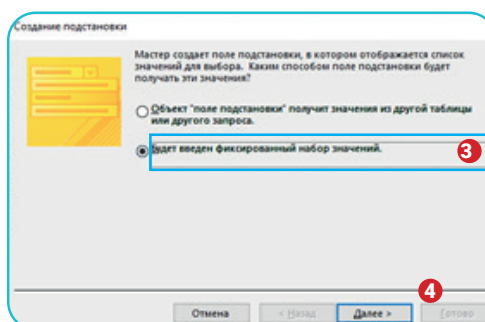 Создание подстановки
Мастер создает поле подстановки, в котором отображается список
значений для выбора. Каким способом поле подстановки будет
получать эти значения?
Объект "поле подстановки" получит значения из другой таблицы
или другого запроса.
Будет введен фиксированный набор значений.
3
4
Отмена
< Назад
Далее >
Готово